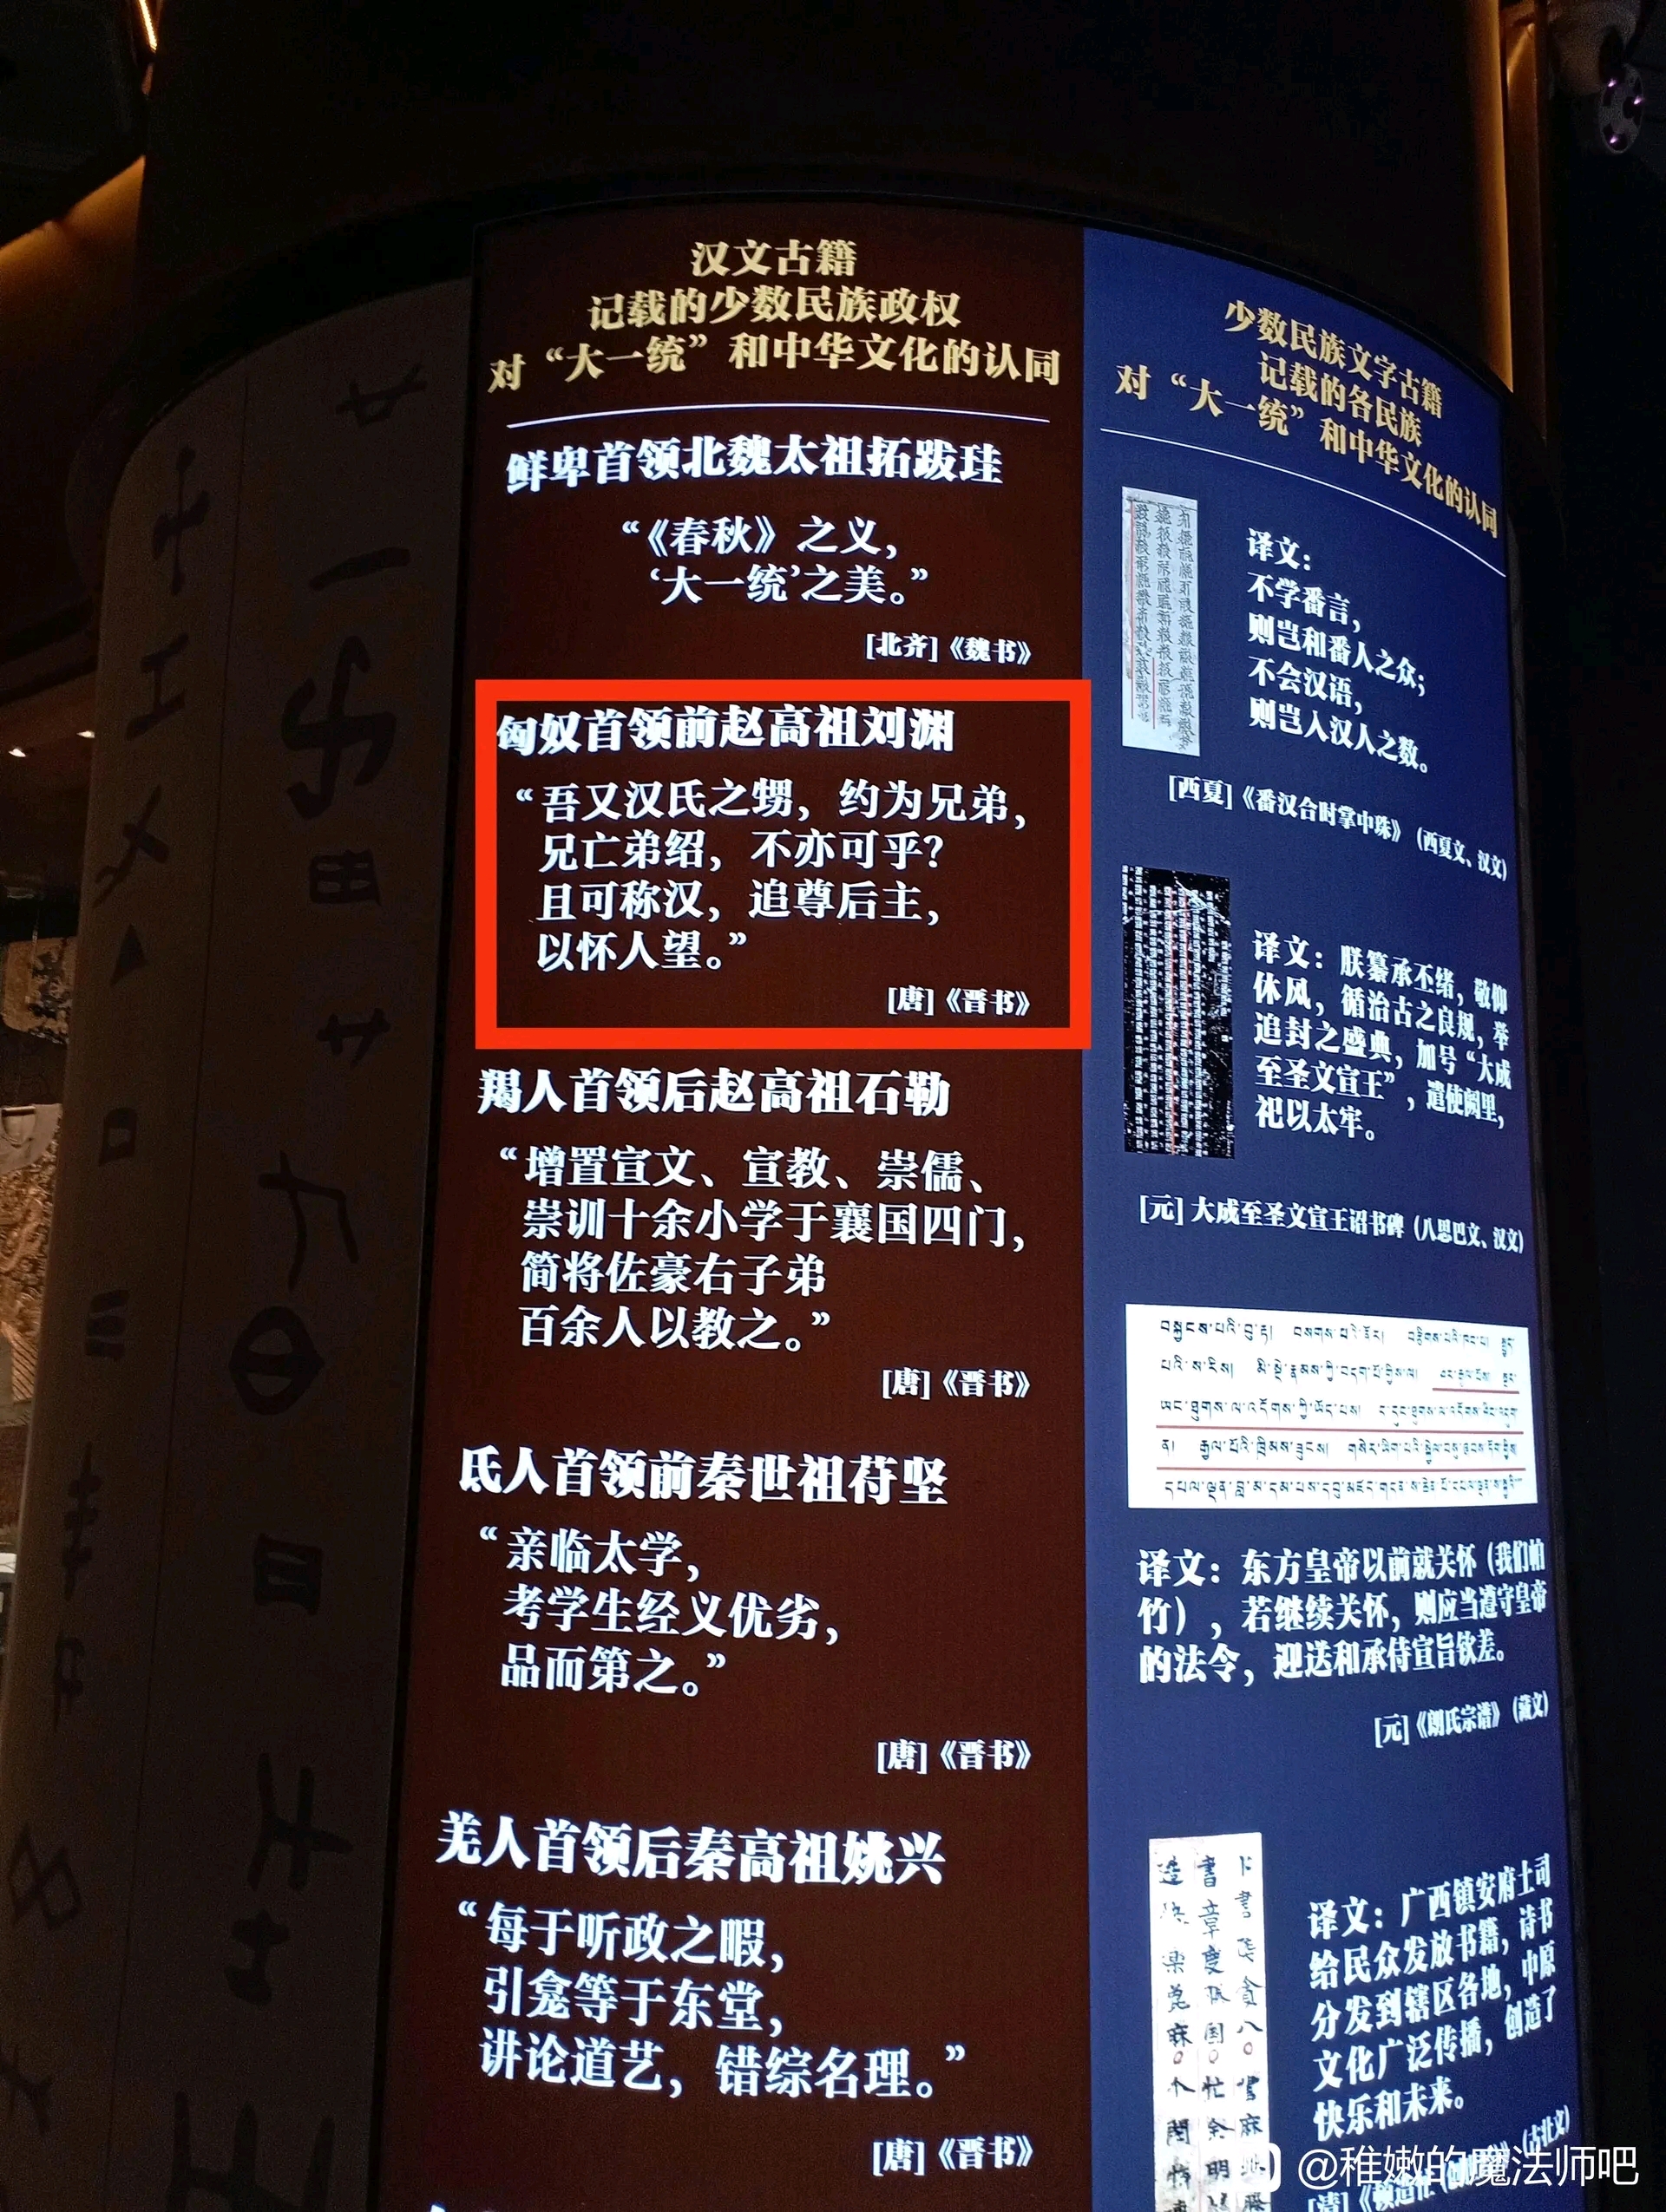 汉文古籍
记载的少数民族政权
对“大一统”和中华文化的认同
鲜卑首领北魏太祖拓跋珪
“《春秋》之义，
‘大一统’之美。”
[北齐]《魏书》
匈奴首领前赵高祖刘渊
“吾又汉氏之甥，约为兄弟，
兄亡弟绍，不亦可乎？
且可称汉，追尊后主，
以怀人望。”
[唐]《晋书》
羯人首领后赵高祖石勒
“增置宣文、宣教、崇儒、
崇训十余小学于襄国四门，
简将佐豪右子弟
百余人以教之。”
[唐]《晋书》
氐人首领前秦世祖苻坚
“亲临太学，
考学生经义优劣，
品而第之。”
[唐]《晋书》
羌人首领后秦高祖姚兴
“每于听政之暇，
引龛等于东堂，
讲论道艺，错综名理。”
[唐]《晋书》
少数民族文字古籍
记载的各民族
对“大一统”和中华文化的认同
译文：
不学番言，
则岂和番人之众；
不会汉语，
则岂入汉人之数。
[西夏]《番汉合时掌中珠》（西夏文、汉文）
译文：朕纂承丕绪，敬仰
休风，循治古之良规，举
追封之盛典，加号“大成
至圣文宣王”，遣使阙里，
祀以太牢。
[元]大成至圣文宣王诏书碑（八思巴文、汉文）
译文：东方皇帝以前就关怀（我们帕
竹），若继续关怀，则应当遵守皇帝
的法令，迎送和承侍宣旨钦差。
[元]《朗氏宗谱》（藏文）
译文：广西镇安府土司
给民众发放书籍，诗书
分发到辖区各地，中原
文化广泛传播，创造了
快乐和未来。
@稚嫩的魔法师吧